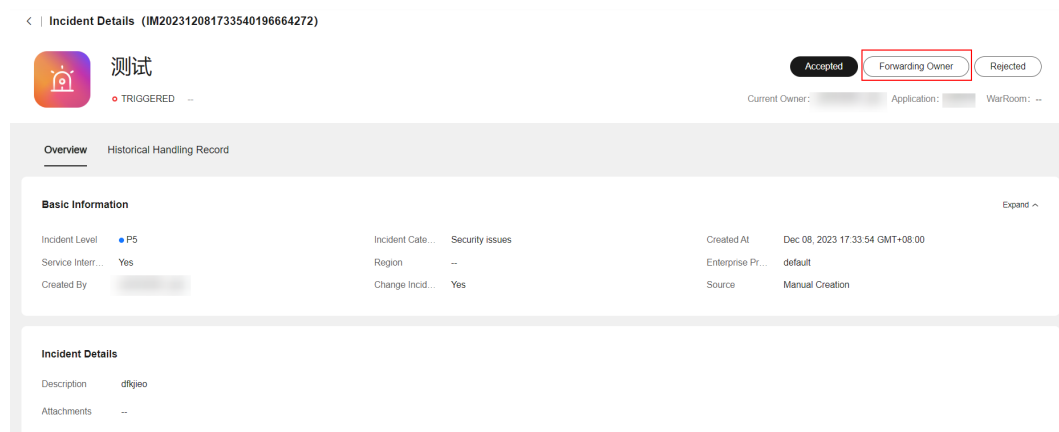 < | Incident Details (IM202312081733540196664272)
测试
Accepted Forwarding Owner Rejected
TRIGGERED --
Current Owner: Application: WarRoom: --
Overview Historical Handling Record
Basic Information Expand
Incident Level P5 Incident Cate... Security issues Created At Dec 08, 2023 17:33:54 GMT+08:00
Service Interr... Yes Region -- Enterprise Pr... default
Created By Change Incid... Yes Source Manual Creation
Incident Details
Description dfkjieo
Attachments --